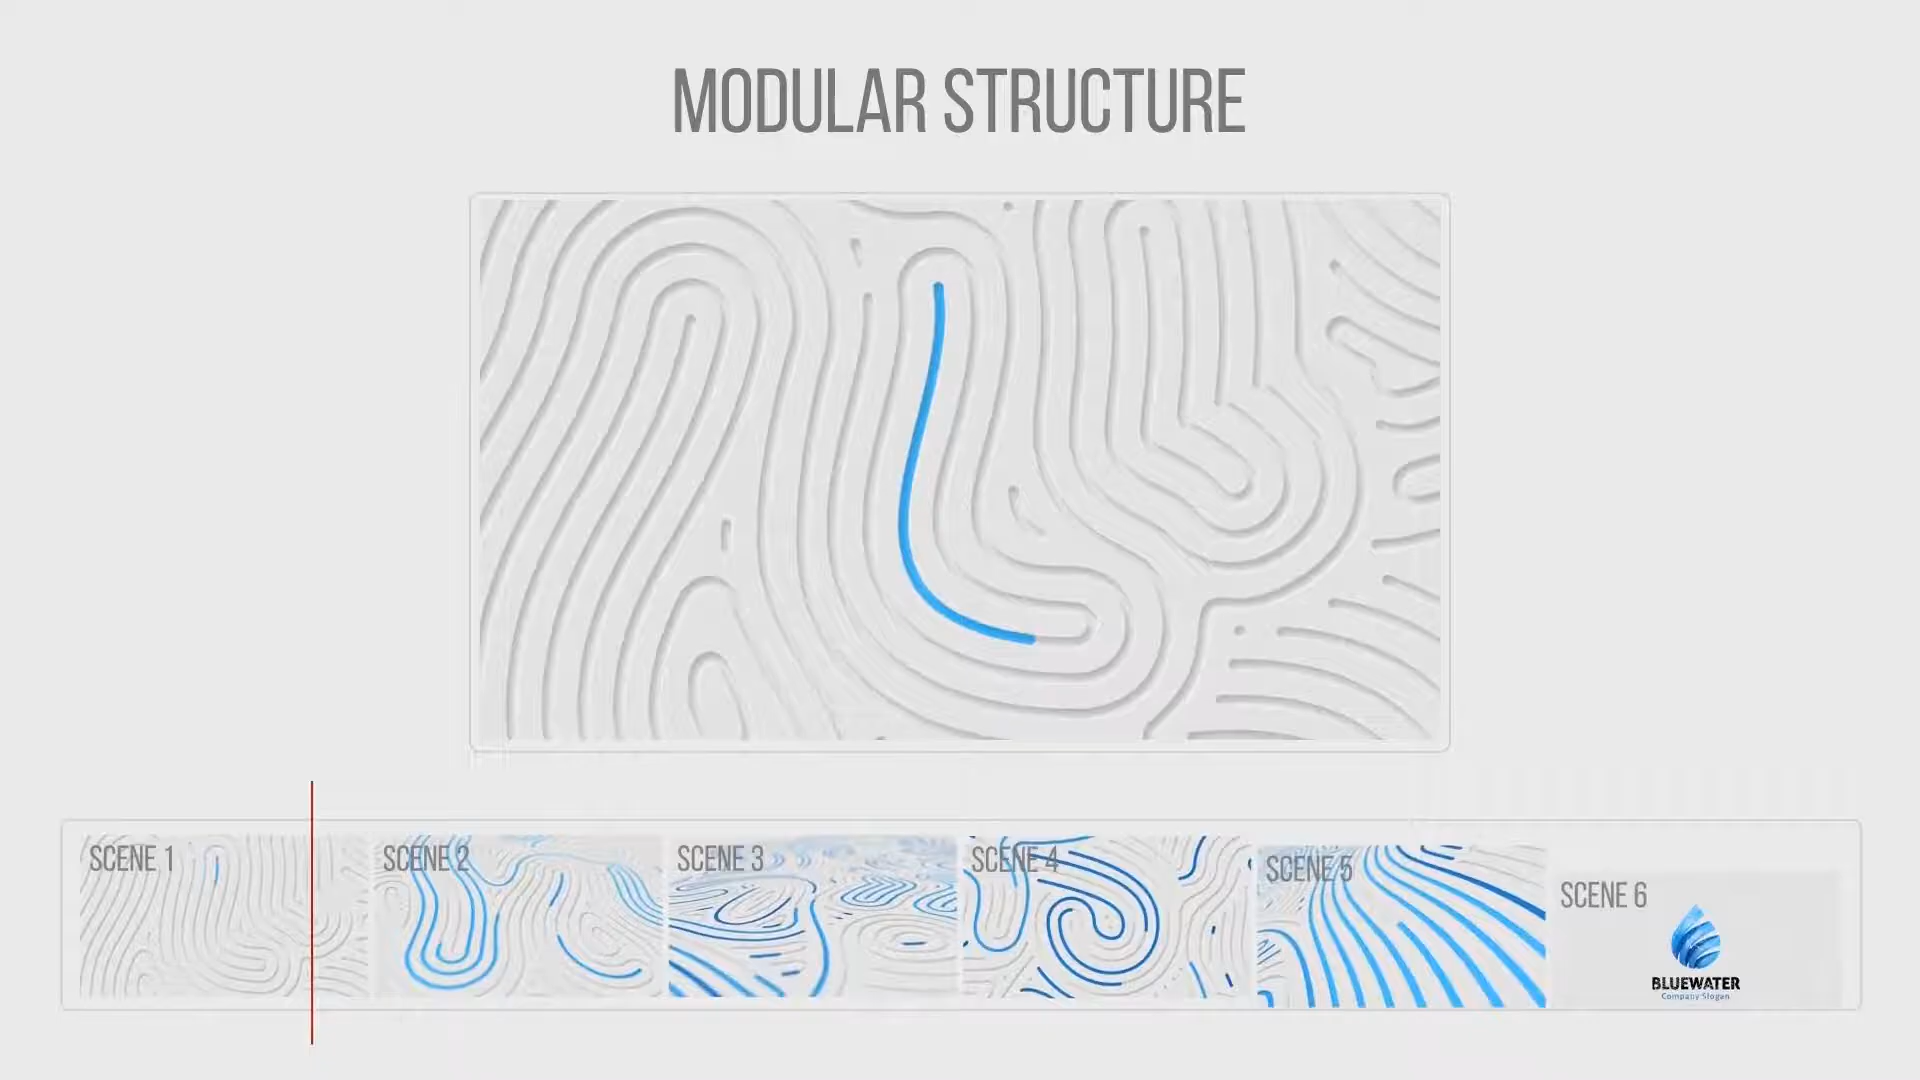 MODULAR STRUCTURE
SCENE 1
SCENE 2
SCENE 3
SCENE 4
SCENE 5
SCENE 6
BLUEWATER
Company Slogan